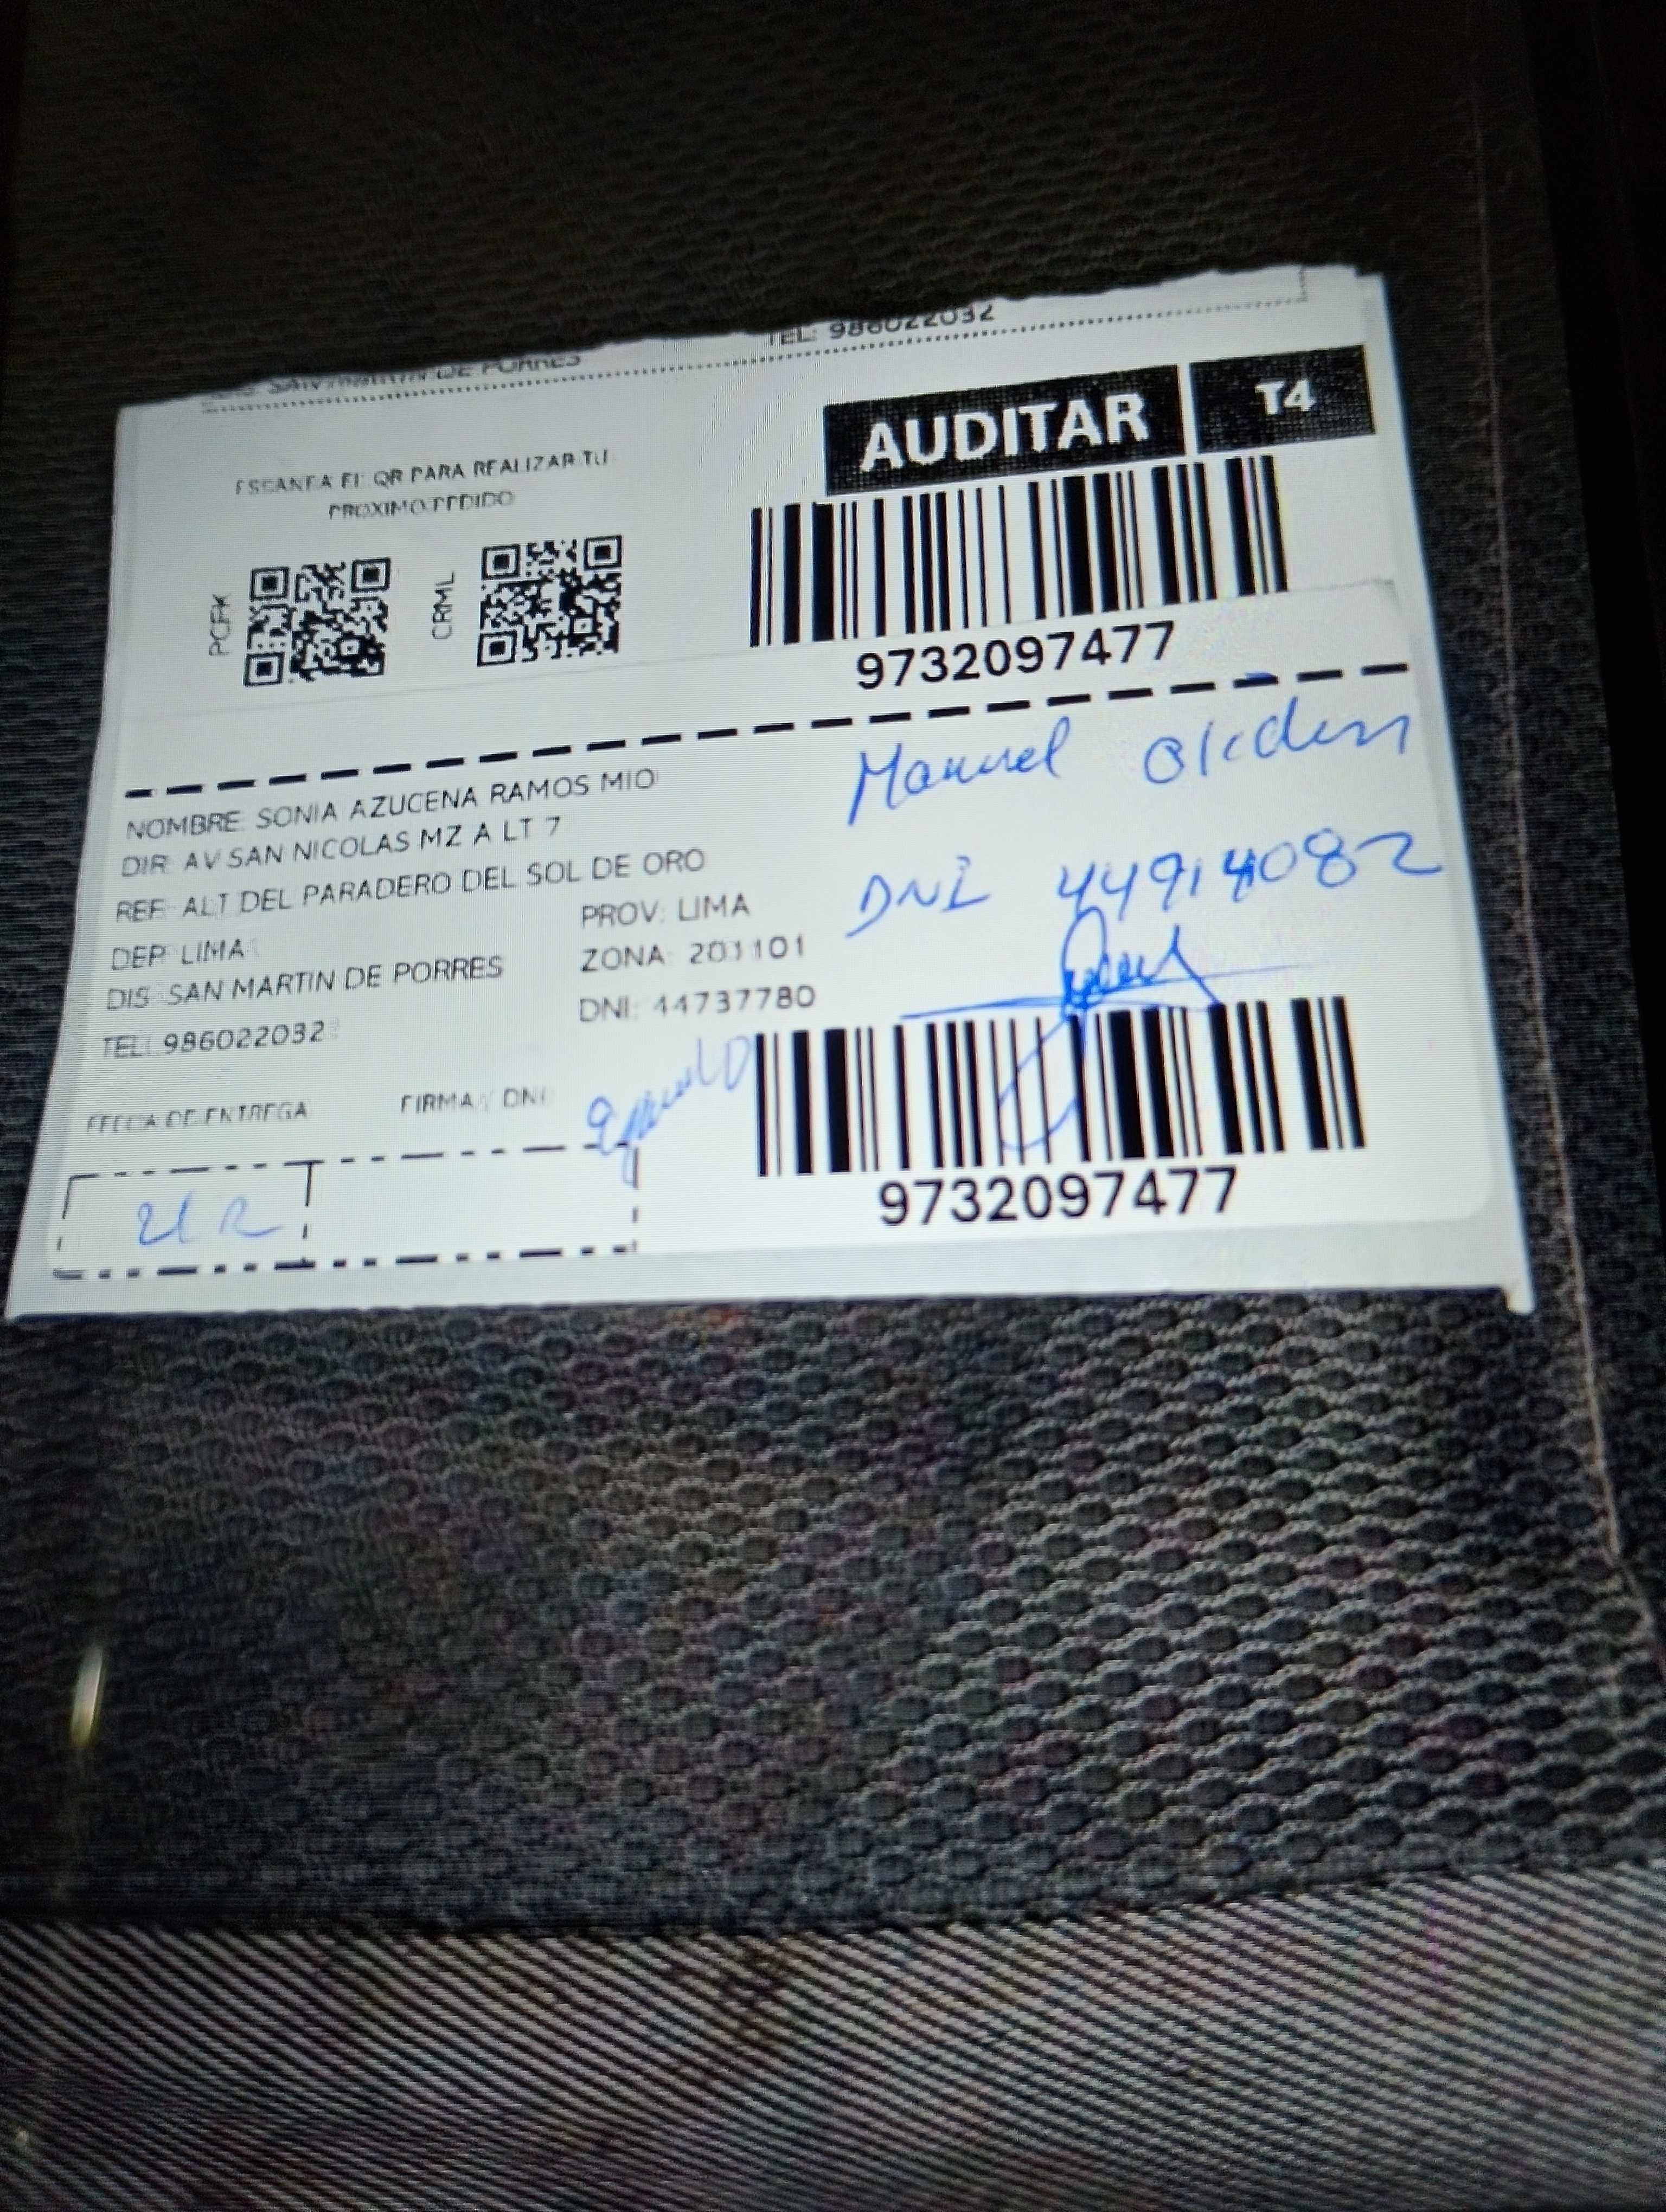 TEL: 986022032
SAN MARTIN DE PORRES
AUDITAR T4
ESCANEA EL QR PARA REALIZAR TU
PROXIMO PEDIDO
CRML
9732097477
NOMBRE: SONIA AZUCENA RAMOS MIO
DIR: AV SAN NICOLAS MZ A LT 7
REF: ALT DEL PARADERO DEL SOL DE ORO
DEP: LIMA PROV: LIMA
DIS: SAN MARTIN DE PORRES ZONA: 201101
TEL: 986022032 DNI: 44737780
FECHA DE ENTREGA FIRMA / DNI
Manuel
DNI 44914082
9732097477